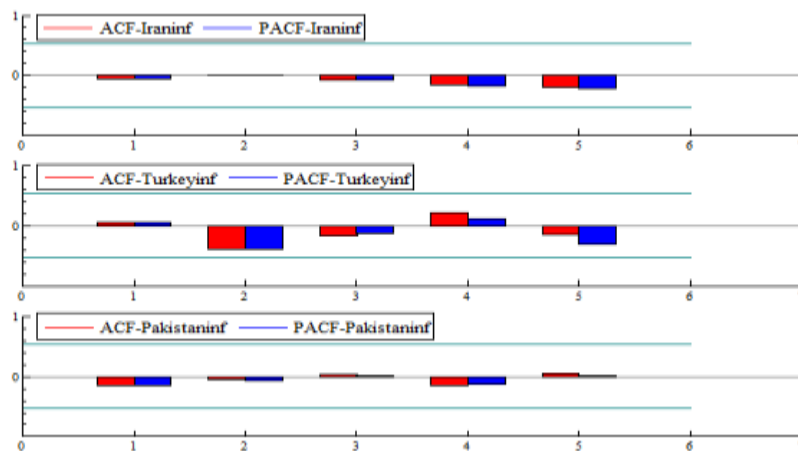 1
ACF-Iraninf PACF-Iraninf
0
0 1 2 3 4 5 6
1
ACF-Turkeyinf PACF-Turkeyinf
0
0 1 2 3 4 5 6
1
ACF-Pakistaninf PACF-Pakistaninf
0
0 1 2 3 4 5 6